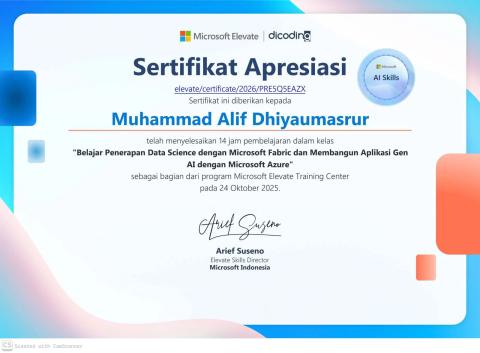 Microsoft Elevate | dicoding
Sertifikat Apresiasi
Microsoft
AI Skills
elevate/certificate/2026/PRE5Q5EAZX
Sertifikat ini diberikan kepada
Muhammad Alif Dhiyaumasrur
telah menyelesaikan 14 jam pembelajaran dalam kelas
"Belajar Penerapan Data Science dengan Microsoft Fabric dan Membangun Aplikasi Gen
AI dengan Microsoft Azure"
sebagai bagian dari program Microsoft Elevate Training Center
pada 24 Oktober 2025.
Arief Suseno
Arief Suseno
Elevate Skills Director
Microsoft Indonesia
CS Scanned with CamScanner